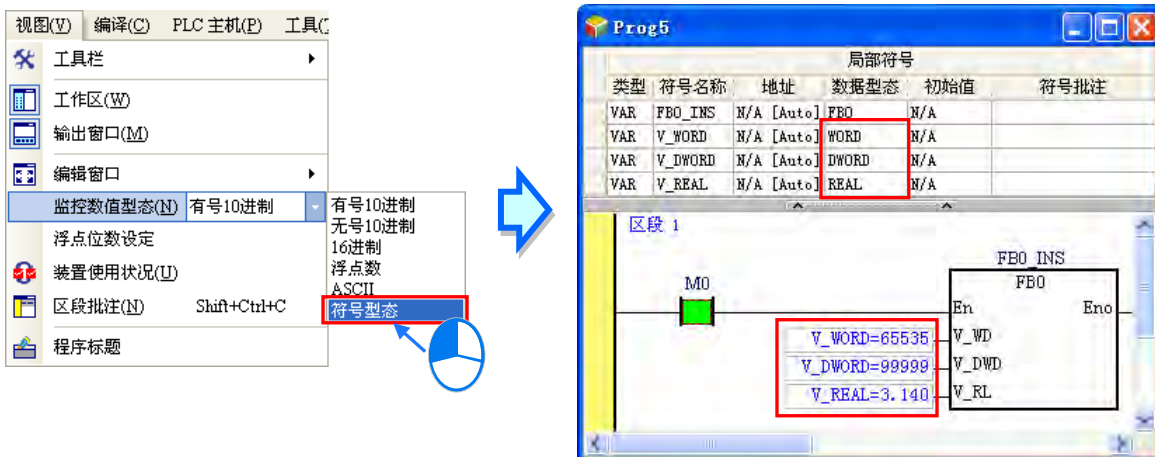 视图(V) 编译(C) PLC 主机(P) 工具(
工具栏
工作区(W)
输出窗口(M)
编辑窗口
监控数值型态(N) 有号10进制
浮点位数设定
装置使用状况(U)
区段批注(N) Shift+Ctrl+C
程序标题
有号10进制
无号10进制
16进制
浮点数
ASCII
符号型态
Prog5
局部符号
类型 符号名称 地址 数据型态 初始值 符号批注
VAR FB0_INS N/A [Auto] FB0 N/A
VAR V_WORD N/A [Auto] WORD N/A
VAR V_DWORD N/A [Auto] DWORD N/A
VAR V_REAL N/A [Auto] REAL N/A
区段 1
FB0_INS
M0 FB0
En Eno
V_WORD=65535 V_WD
V_DWORD=99999 V_DWD
V_REAL=3.140 V_RL